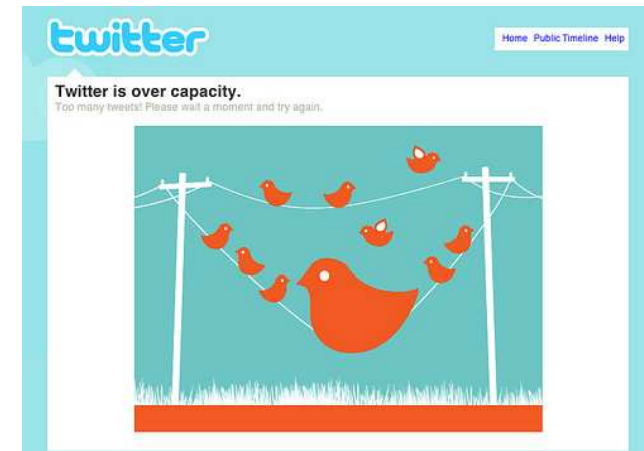 twitter
Home Public Timeline Help
Twitter is over capacity.
Too many tweets! Please wait a moment and try again.